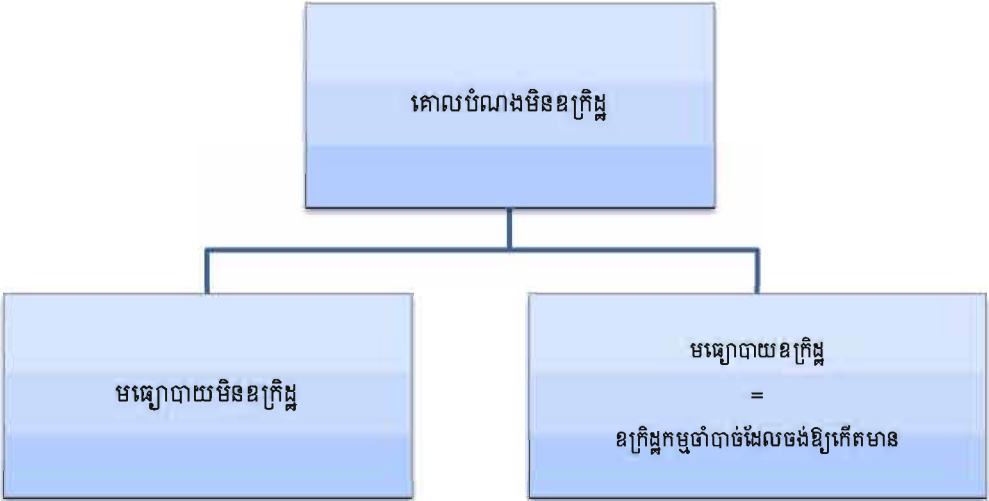 គោលបំណងមិនឧក្រិដ្ឋ
មធ្យោបាយមិនឧក្រិដ្ឋ
មធ្យោបាយឧក្រិដ្ឋ
=
ឧក្រិដ្ឋកម្មចាំបាច់ដែលចង់ឱ្យកើតមាន